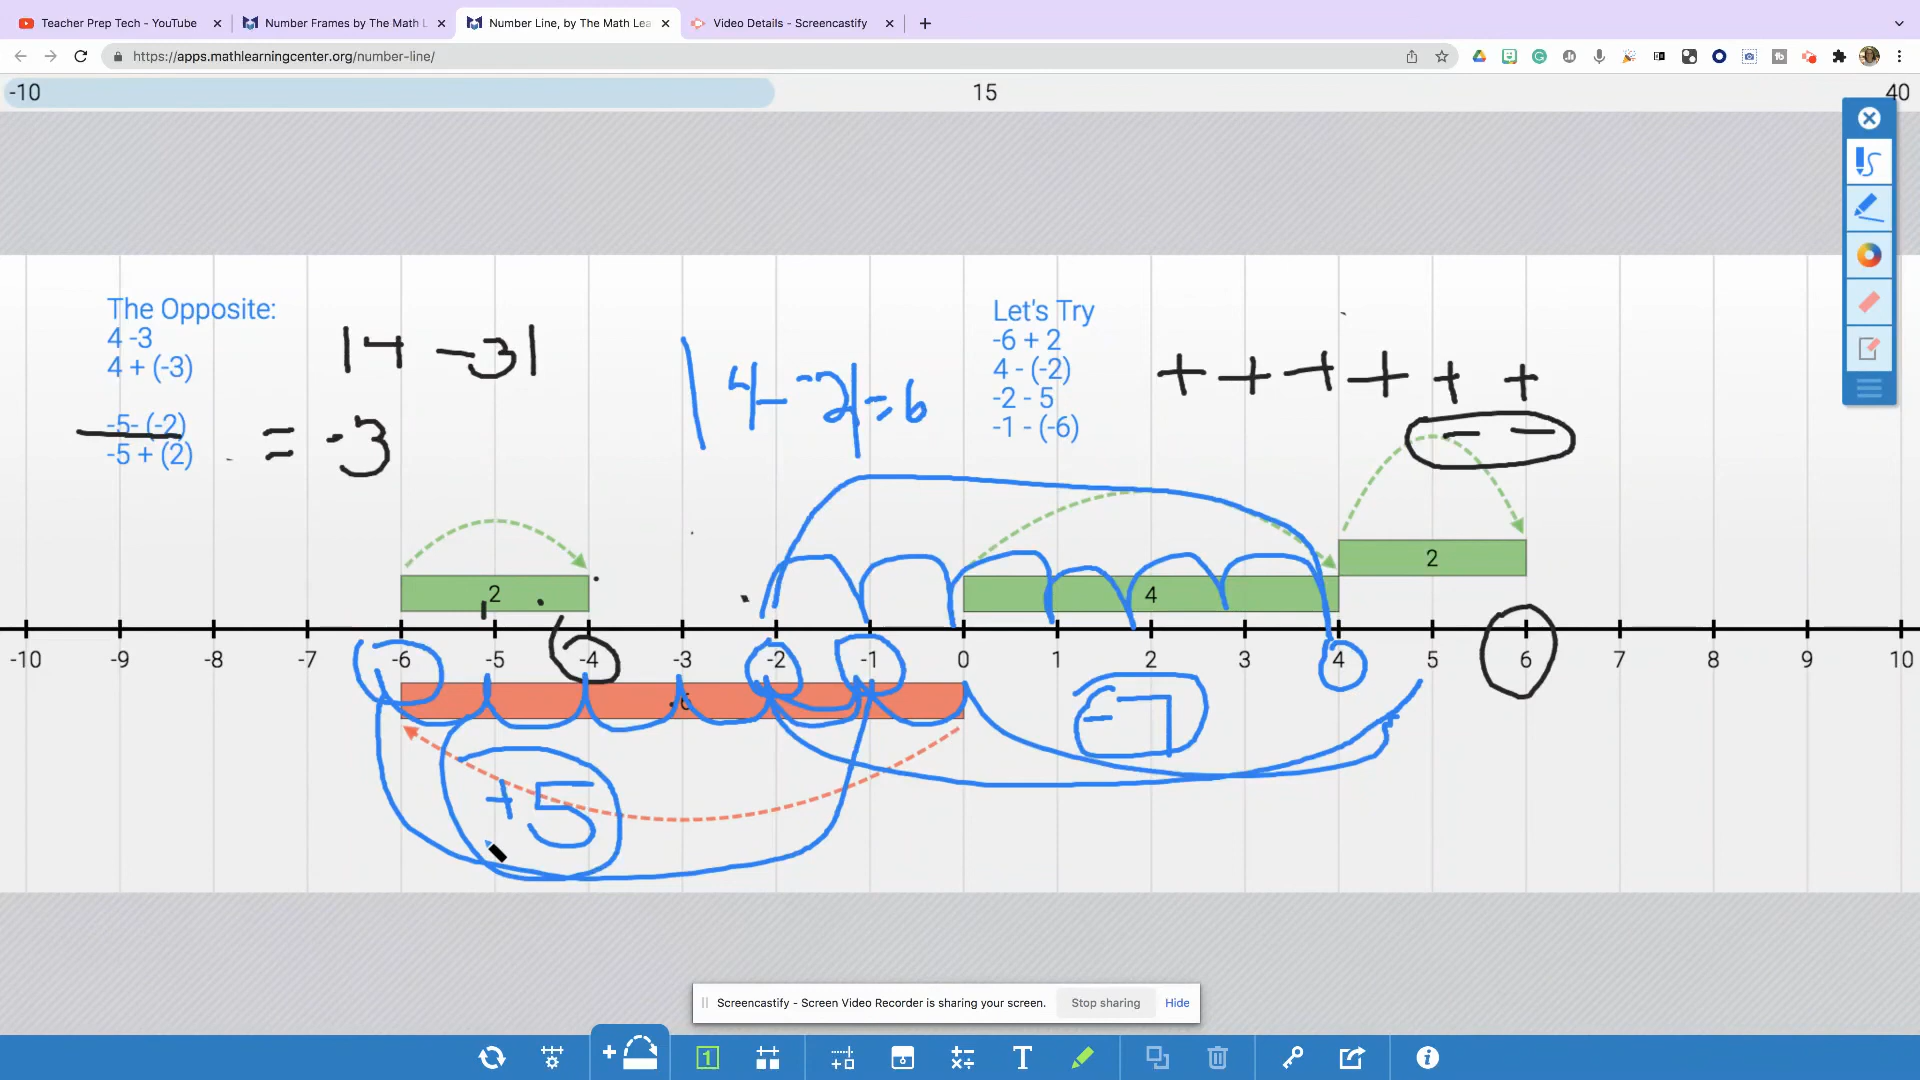 Teacher Prep Tech - YouTube
Number Frames by The Math L
Number Line, by The Math Lea
Video Details - Screencastify
https://apps.mathlearningcenter.org/number-line/
-10 15 40
The Opposite:
4 -3
4 + (-3)
-5- (-2)
-5 + (2)
|4 -3|
= -3
|4 - -2| = 6
Let's Try
-6 + 2
4 - (-2)
-2 - 5
-1 - (-6)
+ + + + + +
- -
2
2
4
-10 -9 -8 -7 -6 -5 -4 -3 -2 -1 0 1 2 3 4 5 6 7 8 9 10
-6
-7
+5
Screencastify - Screen Video Recorder is sharing your screen. Stop sharing Hide
1
T